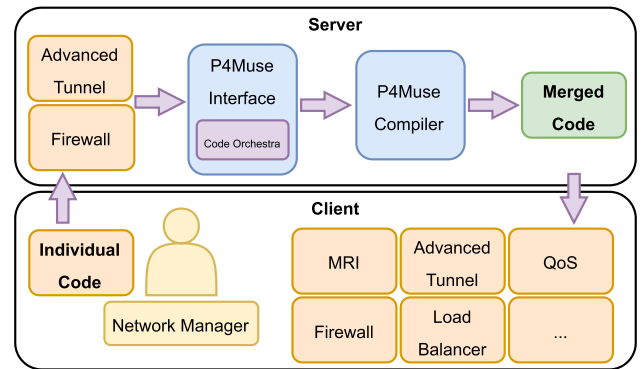 Server
Advanced
Tunnel
Firewall
P4Muse
Interface
Code Orchestra
P4Muse
Compiler
Merged
Code
Client
Individual
Code
Network Manager
MRI
Advanced
Tunnel
QoS
Firewall
Load
Balancer
...